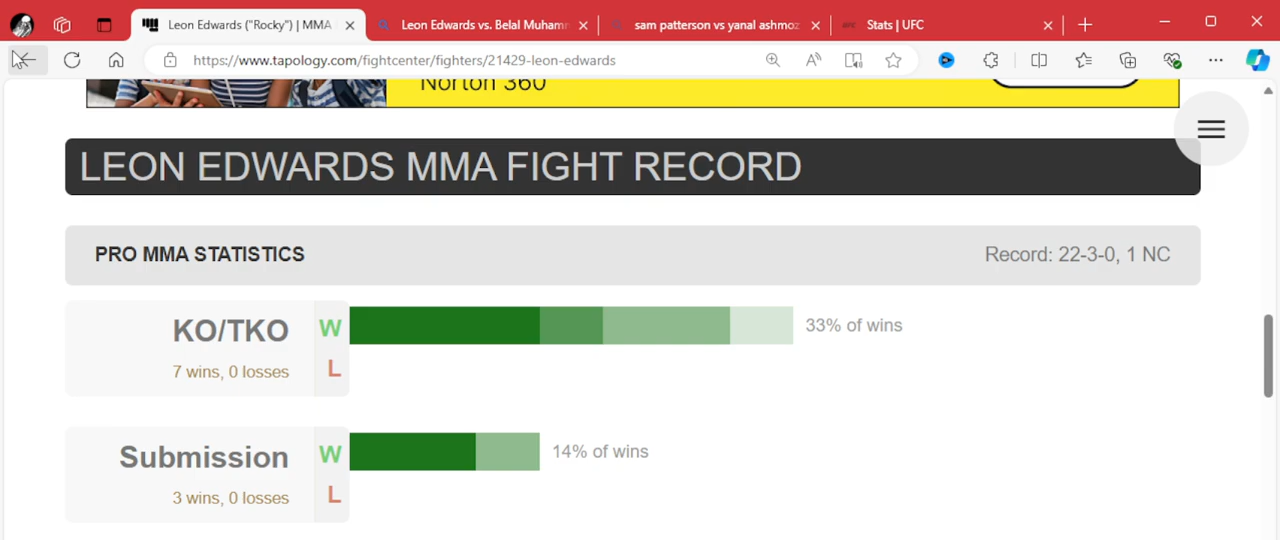 Leon Edwards ("Rocky") | MMA
Leon Edwards vs. Belal Muhamm
sam patterson vs yanal ashmoz
Stats | UFC
https://www.tapology.com/fightcenter/fighters/21429-leon-edwards
Norton 360
LEON EDWARDS MMA FIGHT RECORD
PRO MMA STATISTICS
Record: 22-3-0, 1 NC
KO/TKO
W
33% of wins
7 wins, 0 losses
L
Submission
W
14% of wins
3 wins, 0 losses
L